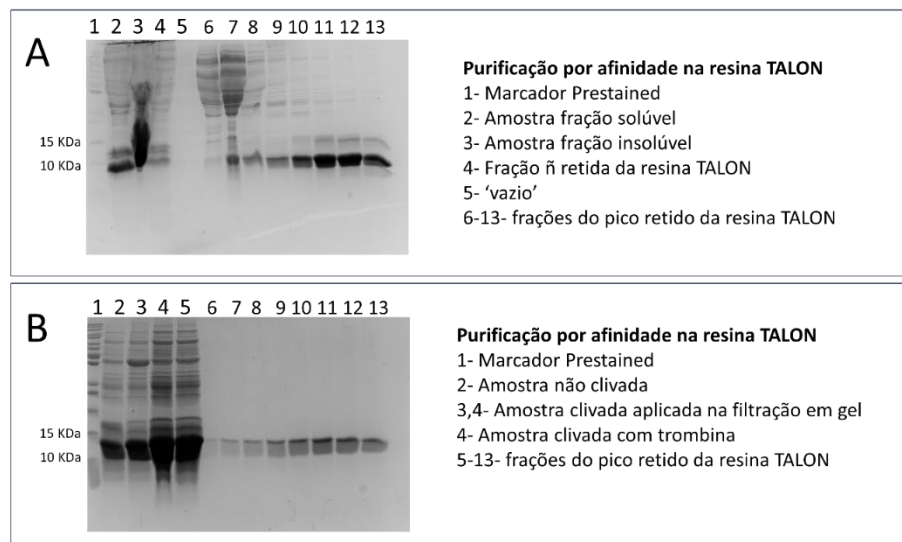 A
1 2 3 4 5 6 7 8 9 10 11 12 13
15 KDa
10 KDa
Purificação por afinidade na resina TALON
1- Marcador Prestained
2- Amostra fração solúvel
3- Amostra fração insolúvel
4- Fração ñ retida da resina TALON
5- ‘vazio’
6-13- frações do pico retido da resina TALON
B
1 2 3 4 5 6 7 8 9 10 11 12 13
15 KDa
10 KDa
Purificação por afinidade na resina TALON
1- Marcador Prestained
2- Amostra não clivada
3,4- Amostra clivada aplicada na filtração em gel
4- Amostra clivada com trombina
5-13- frações do pico retido da resina TALON